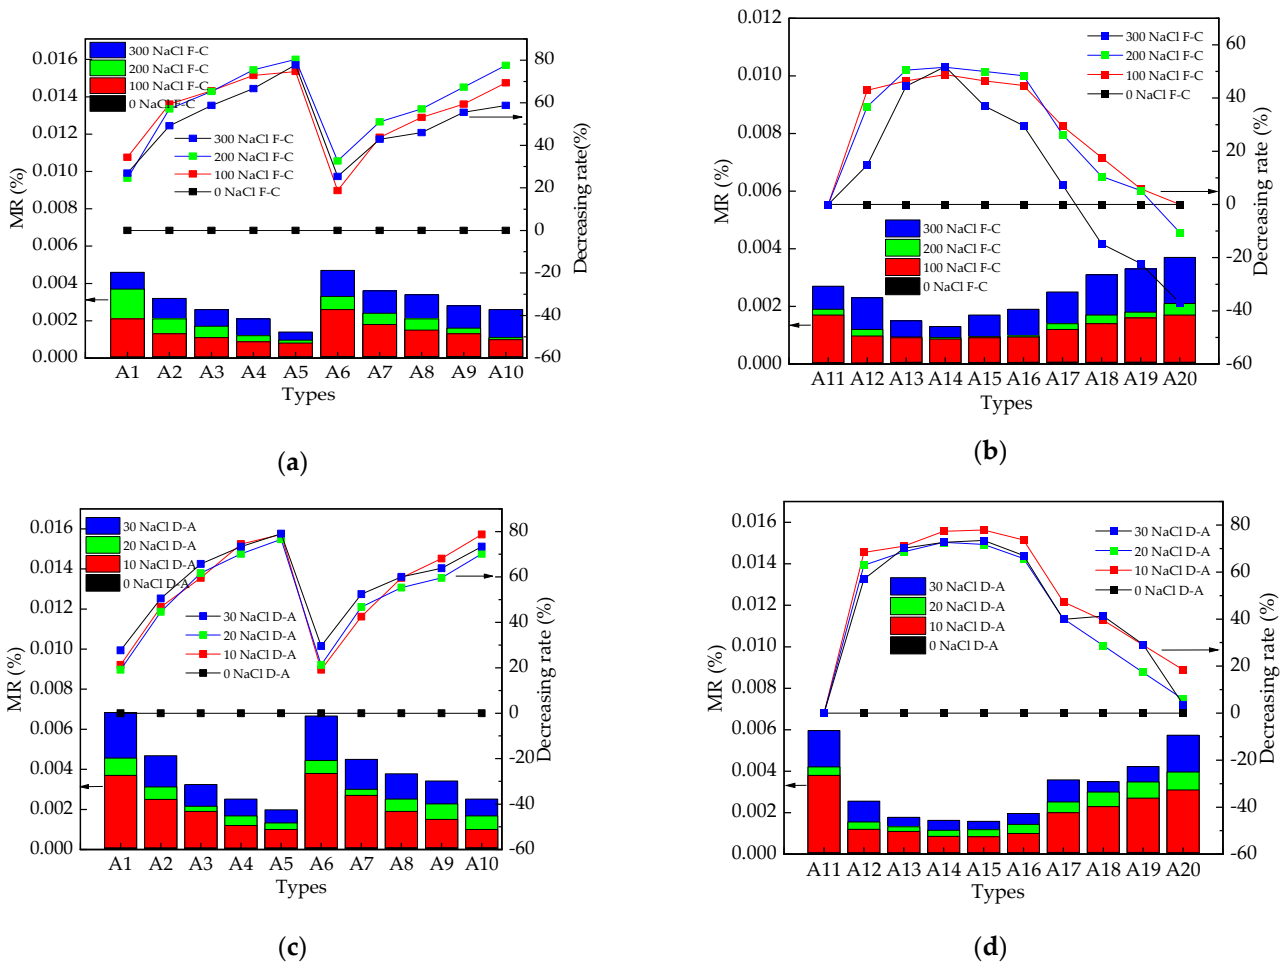 0.016
0.014
0.012
0.010
0.008
0.006
0.004
0.002
0.000
MR (%)
300 NaCl F-C
200 NaCl F-C
100 NaCl F-C
0 NaCl F-C
300 NaCl F-C
200 NaCl F-C
100 NaCl F-C
0 NaCl F-C
80
60
40
20
0
-20
-40
-60
Decreasing rate(%)
A1 A2 A3 A4 A5 A6 A7 A8 A9 A10
Types
(a)
0.012
0.010
0.008
0.006
0.004
0.002
0.000
MR (%)
300 NaCl F-C
200 NaCl F-C
100 NaCl F-C
0 NaCl F-C
300 NaCl F-C
200 NaCl F-C
100 NaCl F-C
0 NaCl F-C
60
40
20
0
-20
-40
-60
Decreasing rate (%)
A11 A12 A13 A14 A15 A16 A17 A18 A19 A20
Types
(b)
0.016
0.014
0.012
0.010
0.008
0.006
0.004
0.002
0.000
MR (%)
30 NaCl D-A
20 NaCl D-A
10 NaCl D-A
0 NaCl D-A
30 NaCl D-A
20 NaCl D-A
10 NaCl D-A
0 NaCl D-A
80
60
40
20
0
-20
-40
-60
Decreasing rate (%)
A1 A2 A3 A4 A5 A6 A7 A8 A9 A10
Types
(c)
0.016
0.014
0.012
0.010
0.008
0.006
0.004
0.002
0.000
MR (%)
30 NaCl D-A
20 NaCl D-A
10 NaCl D-A
0 NaCl D-A
30 NaCl D-A
20 NaCl D-A
10 NaCl D-A
0 NaCl D-A
80
60
40
20
0
-20
-40
-60
Decreasing rate (%)
A11 A12 A13 A14 A15 A16 A17 A18 A19 A20
Types
(d)